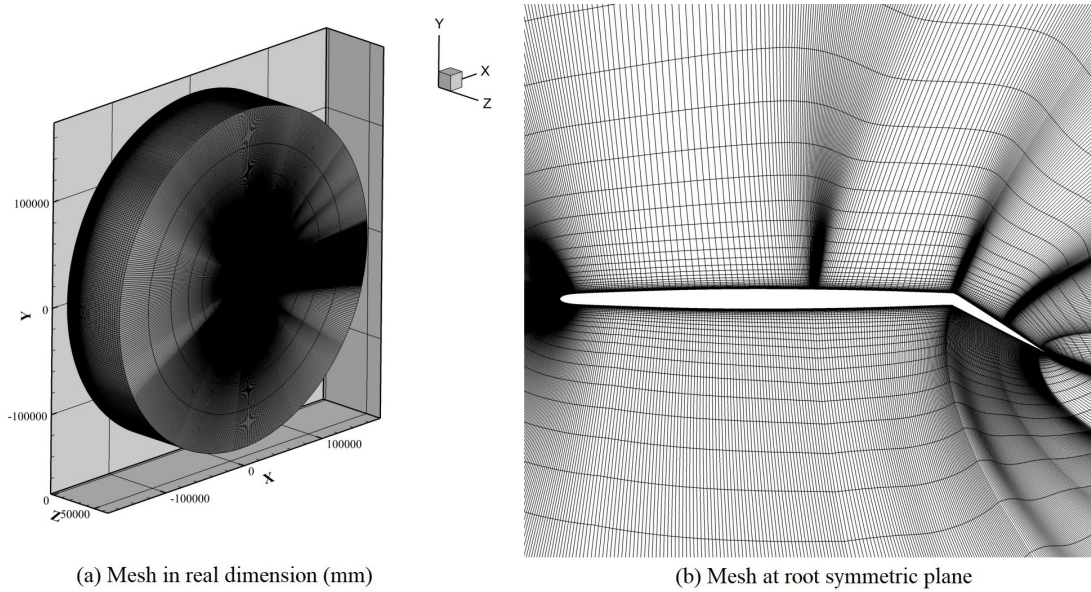 Y
X
Z
100000
0
-100000
Y
100000
0
X
-100000
0
Z
50000
(a) Mesh in real dimension (mm)
(b) Mesh at root symmetric plane